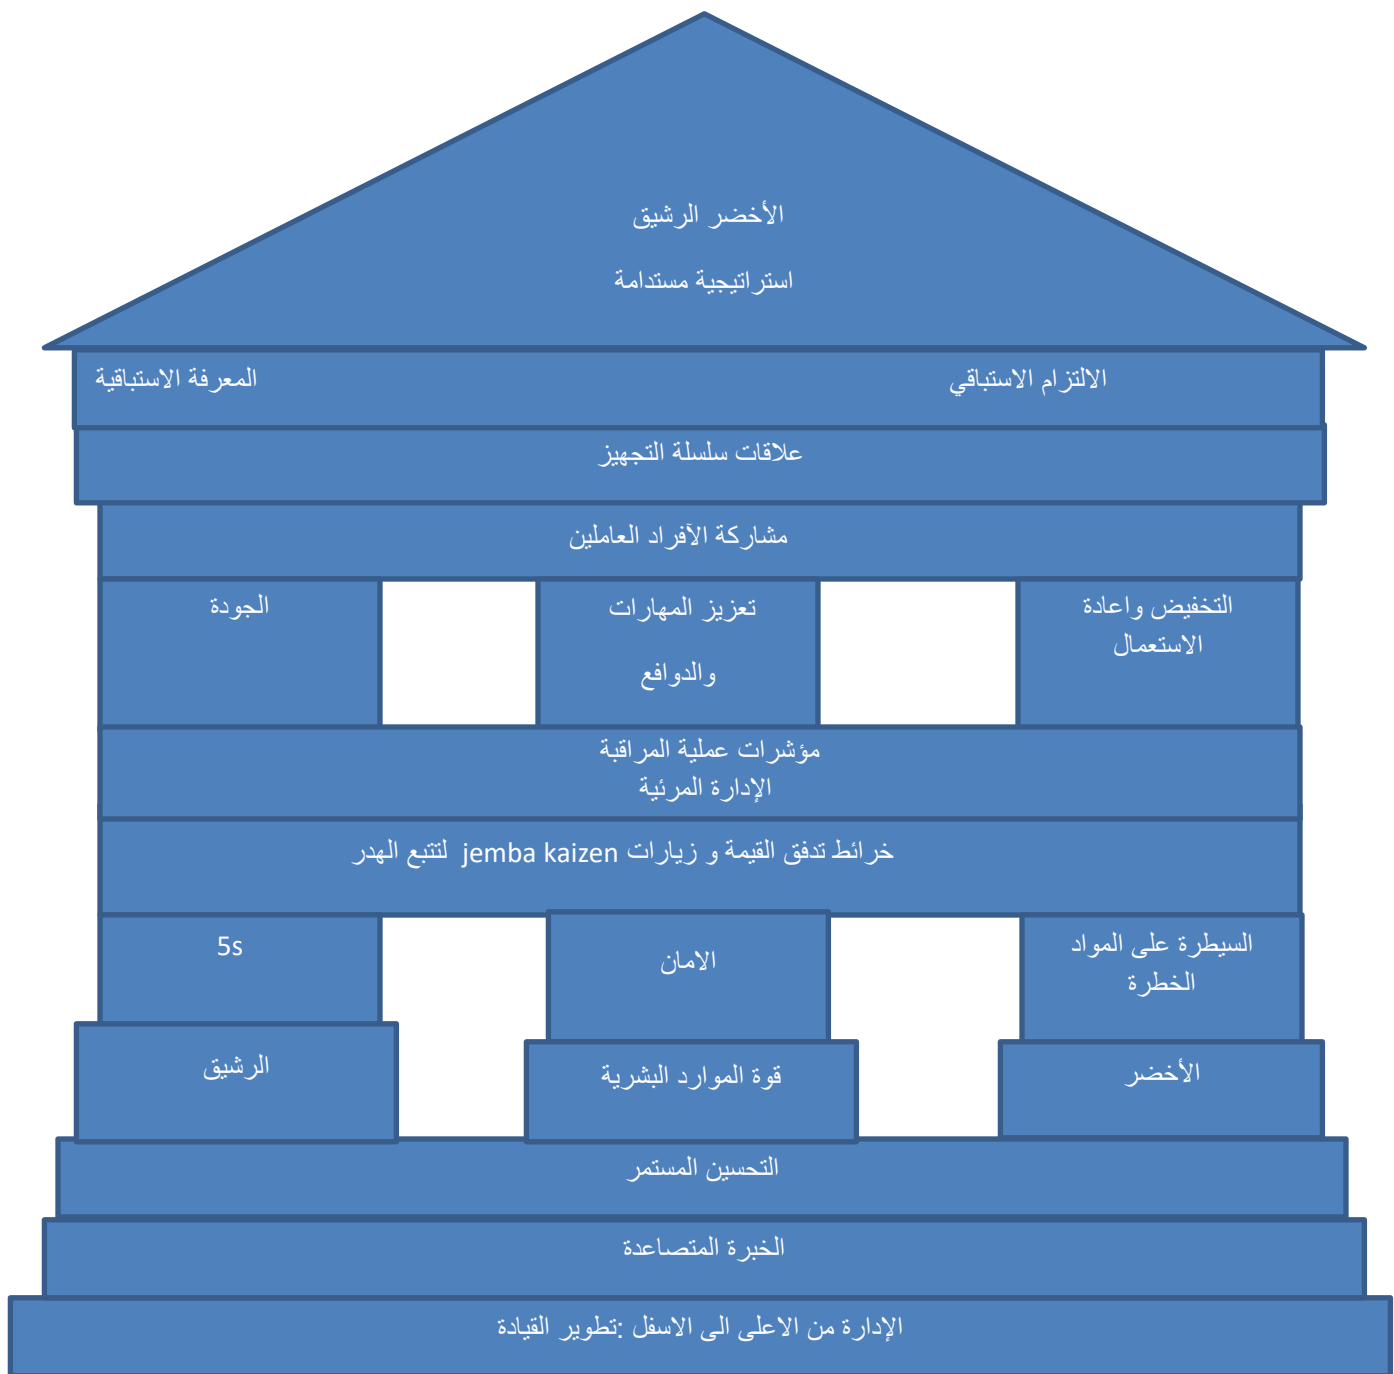 الأخضر الرشيق
استراتيجية مستدامة
الالتزام الاستباقي
المعرفة الاستباقية
علاقات سلسلة التجهيز
مشاركة الآفراد العاملين
التخفيض واعادة
الاستعمال
تعزيز المهارات
والدوافع
الجودة
مؤشرات عملية المراقبة
الإدارة المرئية
خرائط تدفق القيمة و زيارات jemba kaizen لتتبع الهدر
السيطرة على المواد
الخطرة
الامان
5s
الأخضر
قوة الموارد البشرية
الرشيق
التحسين المستمر
الخبرة المتصاعدة
الإدارة من الاعلى الى الاسفل :تطوير القيادة